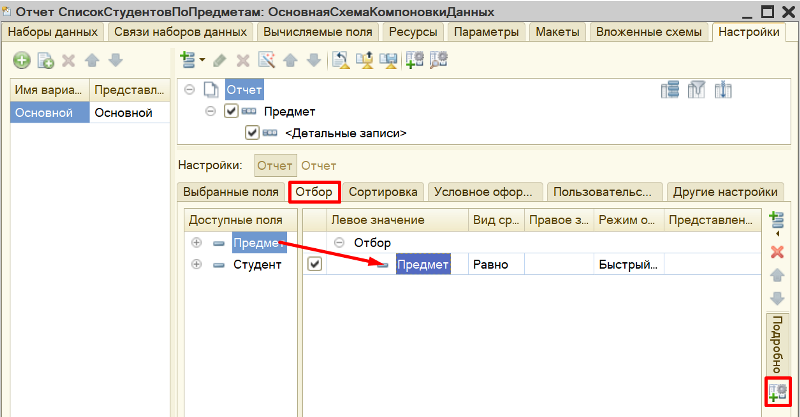 Отчет СписокСтудентовПоПредметам: ОсновнаяСхемаКомпоновкиДанных
Наборы данных Связи наборов данных Вычисляемые поля Ресурсы Параметры Макеты Вложенные схемы Настройки
Имя вариа... Представл...
Основной Основной
Отчет
Предмет
<Детальные записи>
Настройки: Отчет Отчет
Выбранные поля Отбор Сортировка Условное офор... Пользовательс... Другие настройки
Доступные поля Левое значение Вид ср... Правое з... Режим о... Представлен...
Предмет Отбор
Студент Предмет Равно Быстрый...
Подробно